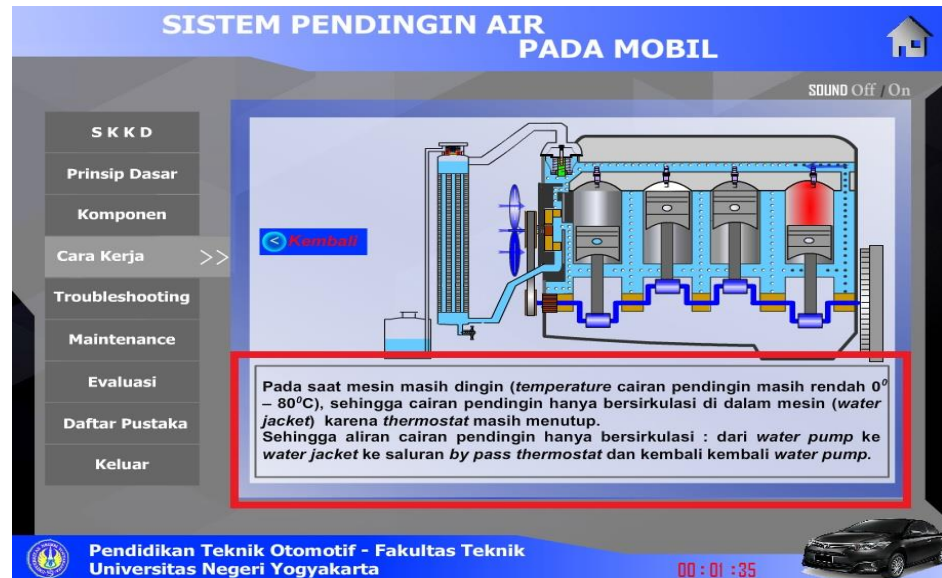 SISTEM PENDINGIN AIR
PADA MOBIL
SOUND Off / On
S K K D
Prinsip Dasar
Komponen
Cara Kerja >>
Troubleshooting
Maintenance
Evaluasi
Daftar Pustaka
Keluar
< Kembali
Pada saat mesin masih dingin (temperature cairan pendingin masih rendah 0⁰
– 80⁰C), sehingga cairan pendingin hanya bersirkulasi di dalam mesin (water
jacket) karena thermostat masih menutup.
Sehingga aliran cairan pendingin hanya bersirkulasi : dari water pump ke
water jacket ke saluran by pass thermostat dan kembali kembali water pump.
Pendidikan Teknik Otomotif - Fakultas Teknik
Universitas Negeri Yogyakarta
00 : 01 : 35